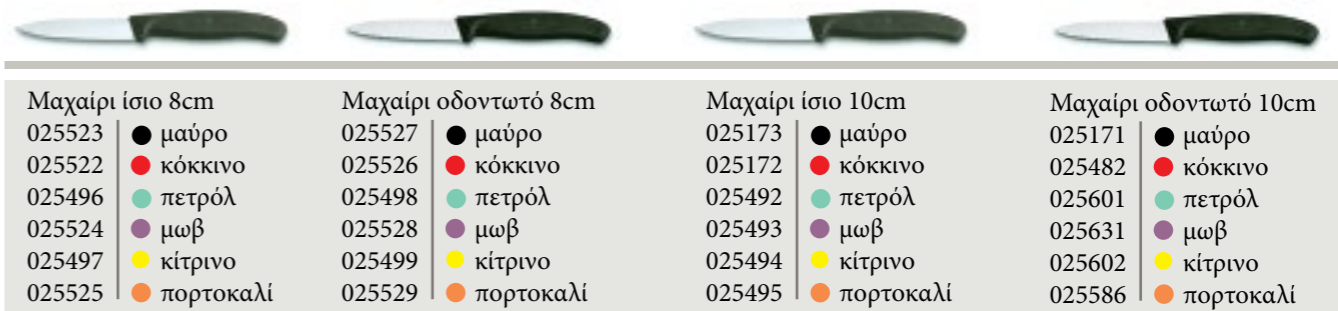 Μαχαίρι ίσιο 8cm
025523 μαύρο
025522 κόκκινο
025496 πετρόλ
025524 μωβ
025497 κίτρινο
025525 πορτοκαλί
Μαχαίρι οδοντωτό 8cm
025527 μαύρο
025526 κόκκινο
025498 πετρόλ
025528 μωβ
025499 κίτρινο
025529 πορτοκαλί
Μαχαίρι ίσιο 10cm
025173 μαύρο
025172 κόκκινο
025492 πετρόλ
025493 μωβ
025494 κίτρινο
025495 πορτοκαλί
Μαχαίρι οδοντωτό 10cm
025171 μαύρο
025482 κόκκινο
025601 πετρόλ
025631 μωβ
025602 κίτρινο
025586 πορτοκαλί